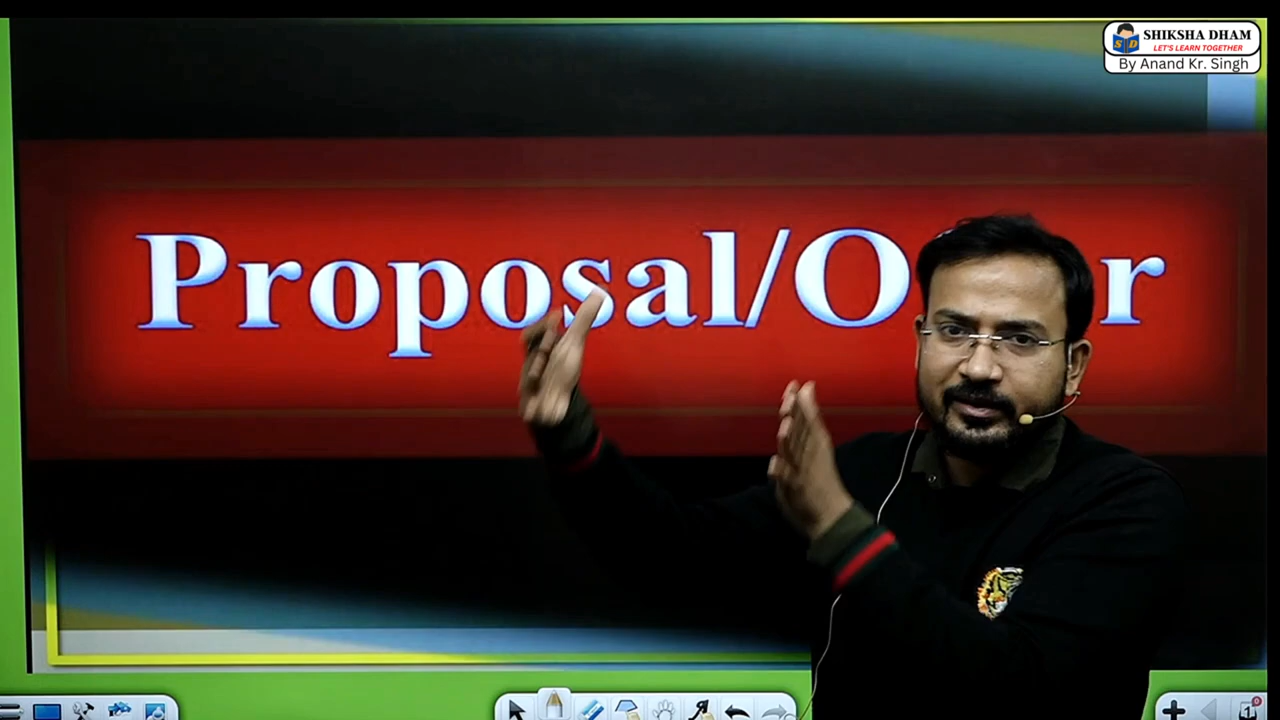 SHIKSHA DHAM
LET'S LEARN TOGETHER
By Anand Kr. Singh
Proposal/O
r